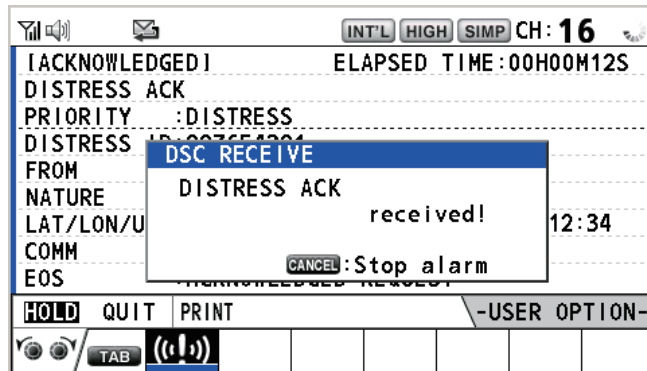 INT'L HIGH SIMP CH:16
[ACKNOWLEDGED] ELAPSED TIME:00H00M12S
DISTRESS ACK
PRIORITY :DISTRESS
DISTRESS
DSC RECEIVE
FROM
DISTRESS ACK
NATURE
received!
LAT/LON/U 12:34
COMM
CANCEL:Stop alarm
EOS
HOLD QUIT PRINT -USER OPTION-
TAB